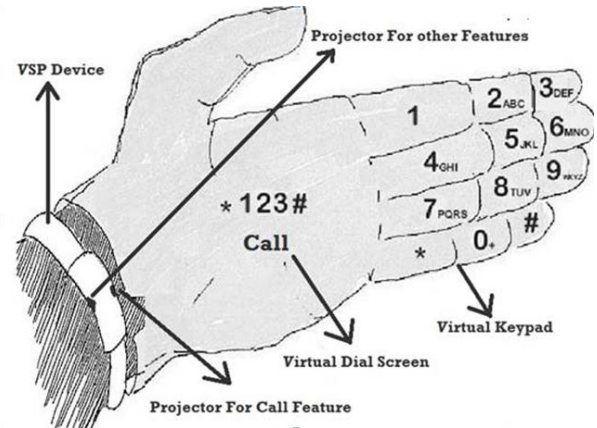 Projector For other Features
VSP Device
1
2ABC
3DEF
4GHI
5JKL
6MNO
7PQRS
8TUV
9WXYZ
*
0+
#
* 123#
Call
Virtual Keypad
Virtual Dial Screen
Projector For Call Feature